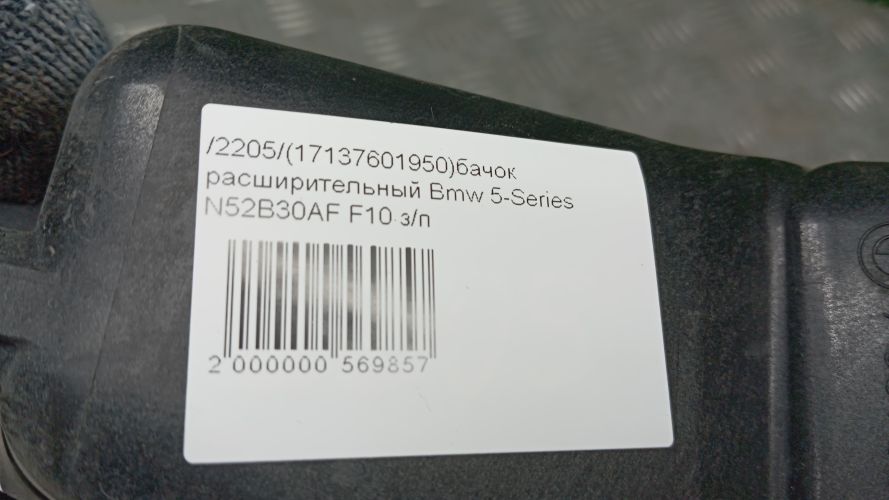 /2205/(17137601950)бачок
расширительный Bmw 5-Series
N52B30AF F10 з/п
2 000000 569857